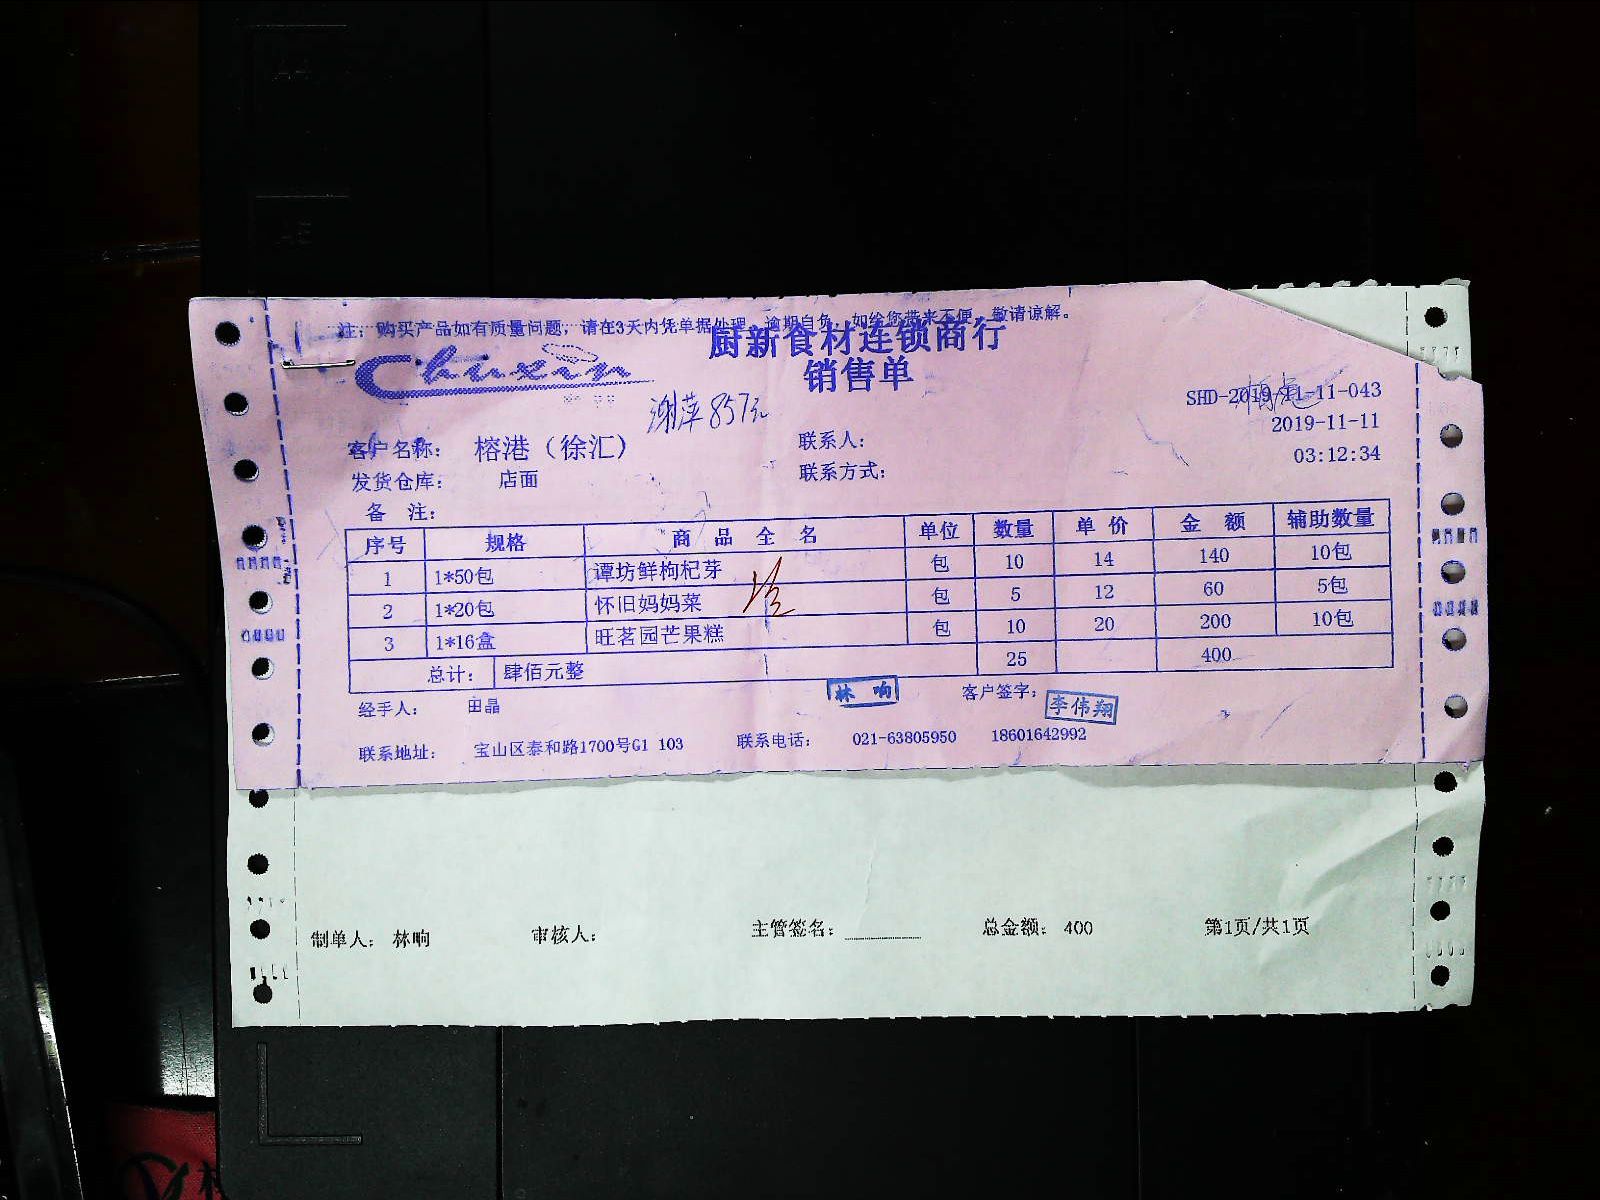 注：购买产品如有质量问题，请在3天内凭单据处理，逾期自负，如给您带来不便，敬请谅解。
Chuxin
厨新食材连锁商行
销售单
SHD-2019-11-11-043
谢萍857元
2019-11-11
客户名称： 榕港（徐汇） 联系人：
03:12:34
发货仓库： 店面 联系方式：
备 注：
序号 规格 商品全名 单位 数量 单价 金额 辅助数量
1 1*50包 谭坊鲜枸杞芽 包 10 14 140 10包
2 1*20包 怀旧妈妈菜 包 5 12 60 5包
3 1*16盒 旺茗园芒果糕 包 10 20 200 10包
总计： 肆佰元整 25 400
经手人： 田晶 林响 客户签字： 李伟翔
联系地址： 宝山区泰和路1700号G1 103 联系电话： 021-63805950 18601642992
制单人： 林响 审核人： 主管签名：________ 总金额： 400 第1页/共1页